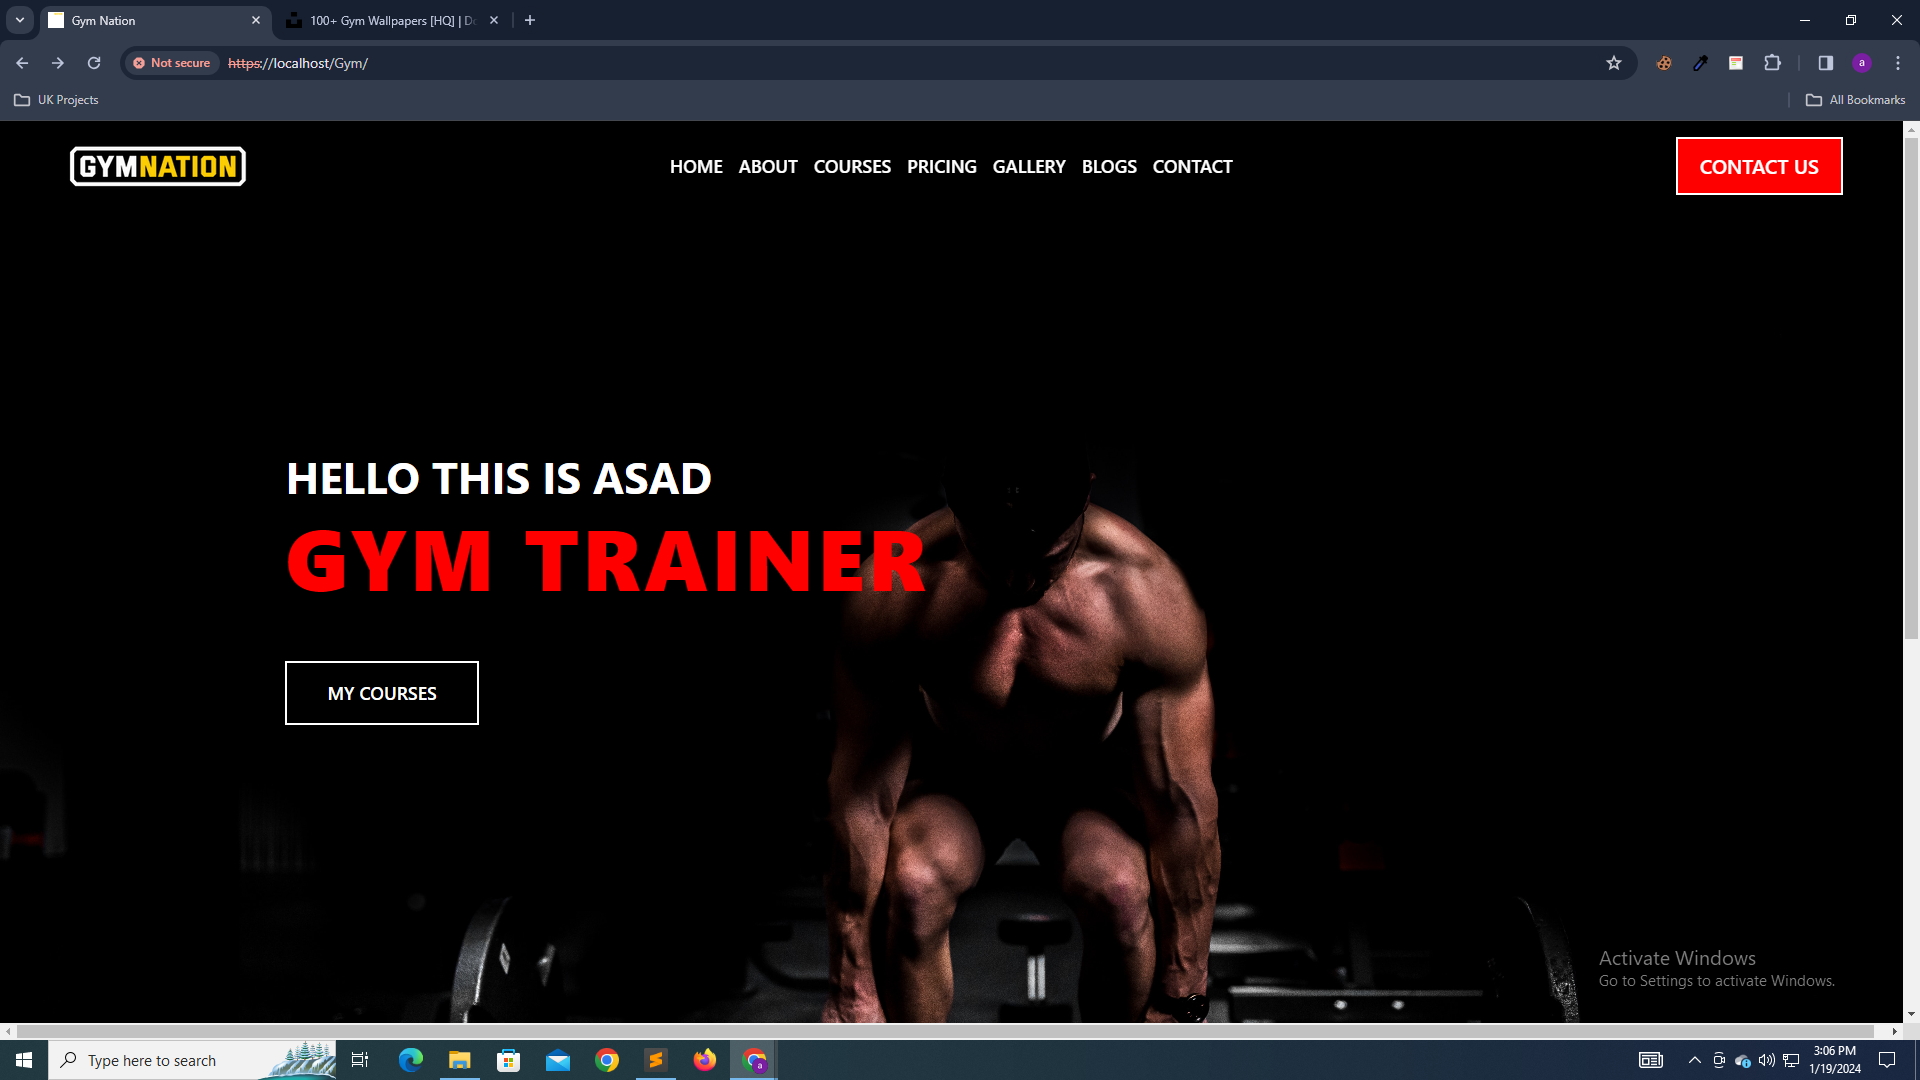 Gym Nation
100+ Gym Wallpapers [HQ] | Do
Not secure
https://localhost/Gym/
a
UK Projects
All Bookmarks
GYMNATION
HOME ABOUT COURSES PRICING GALLERY BLOGS CONTACT
CONTACT US
HELLO THIS IS ASAD
GYM TRAINER
MY COURSES
Activate Windows
Go to Settings to activate Windows.
Type here to search
a
3:06 PM
1/19/2024